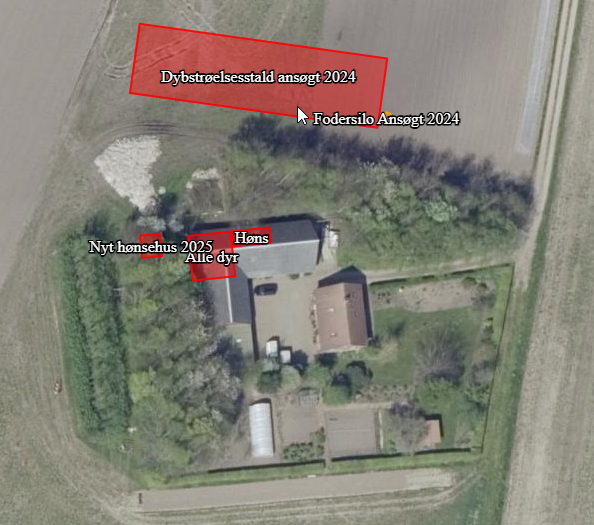 Dybstrøelsesstald ansøgt 2024
Fodersilo Ansøgt 2024
Høns
Nyt hønsehus 2025
Alle dyr